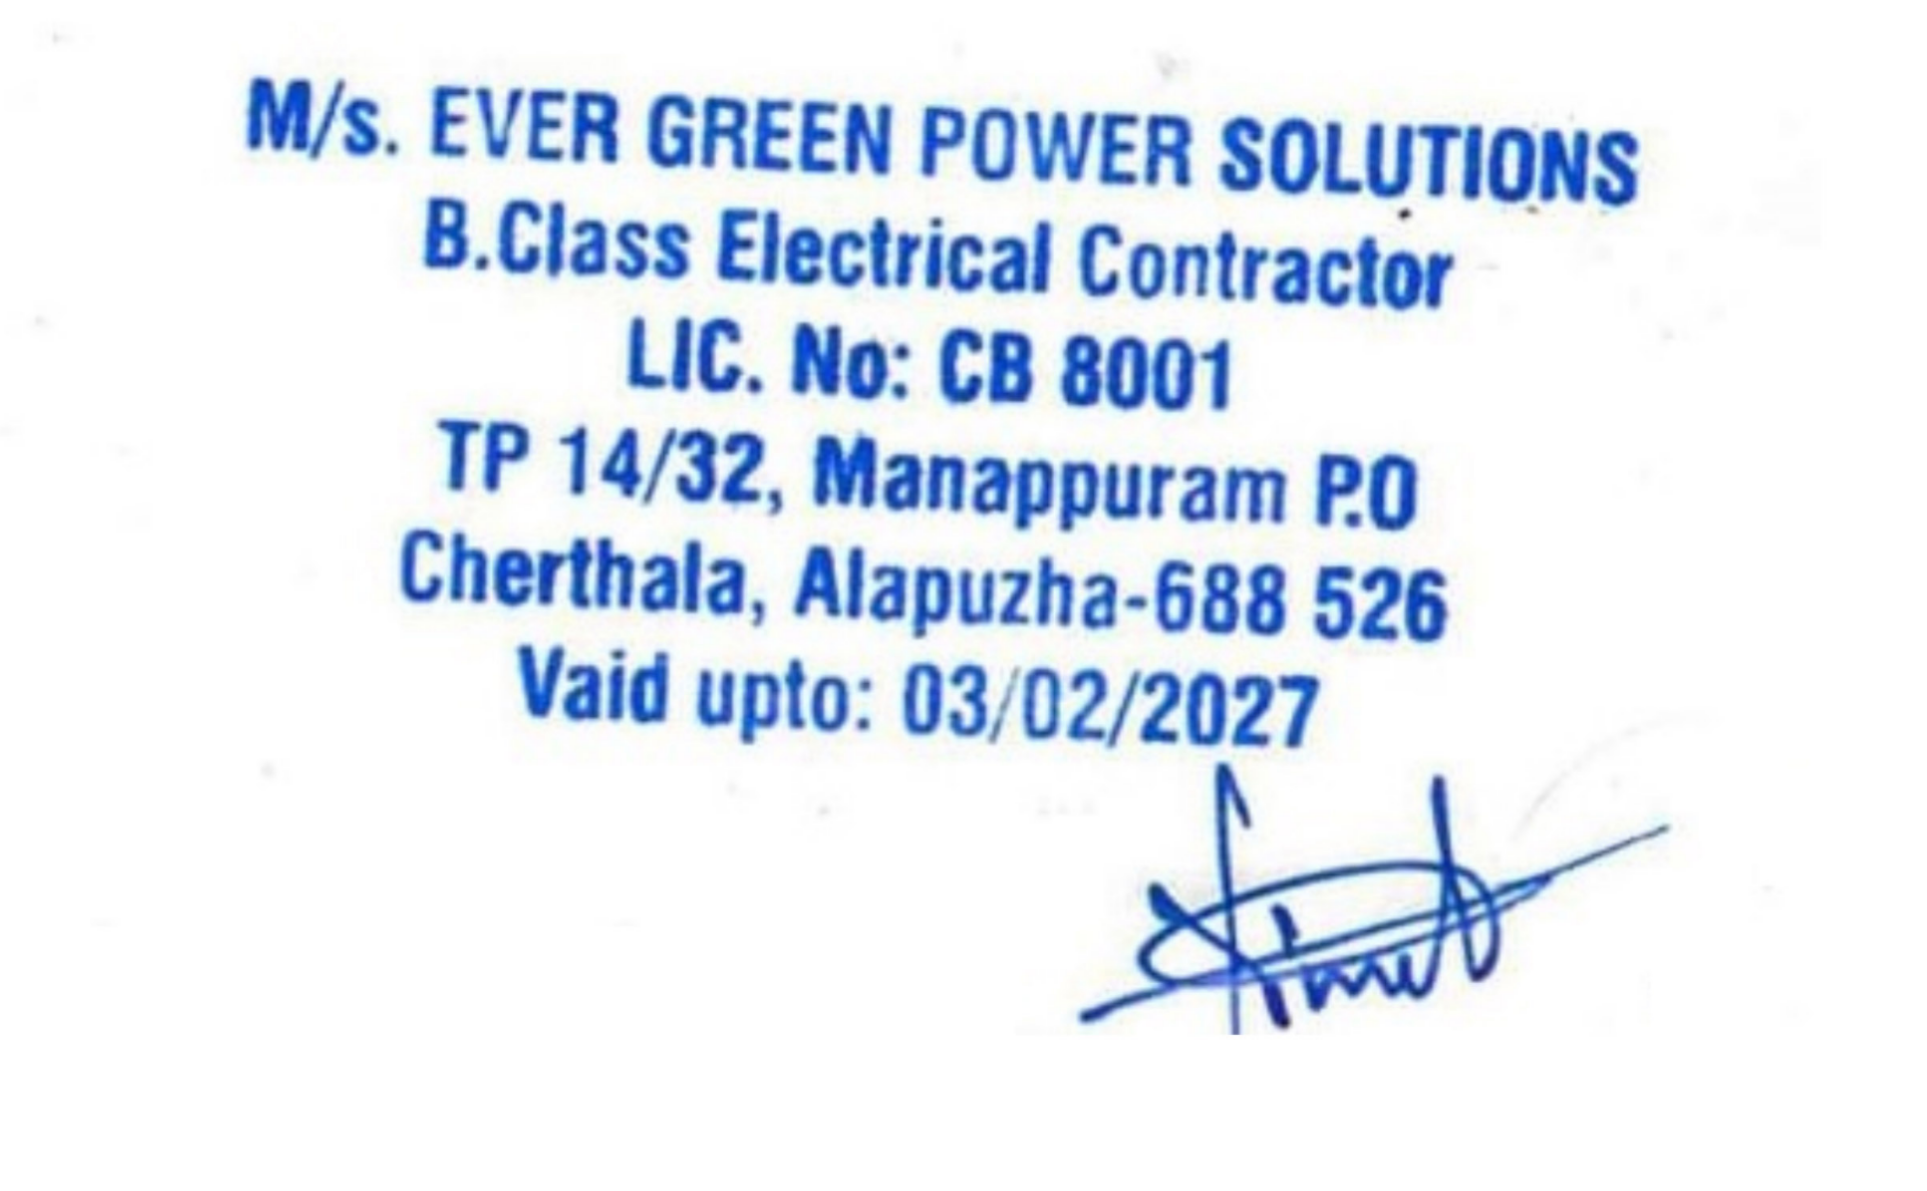 M/s. EVER GREEN POWER SOLUTIONS
B.Class Electrical Contractor
LIC. No: CB 8001
TP 14/32, Manappuram P.O
Cherthala, Alapuzha-688 526
Vaid upto: 03/02/2027